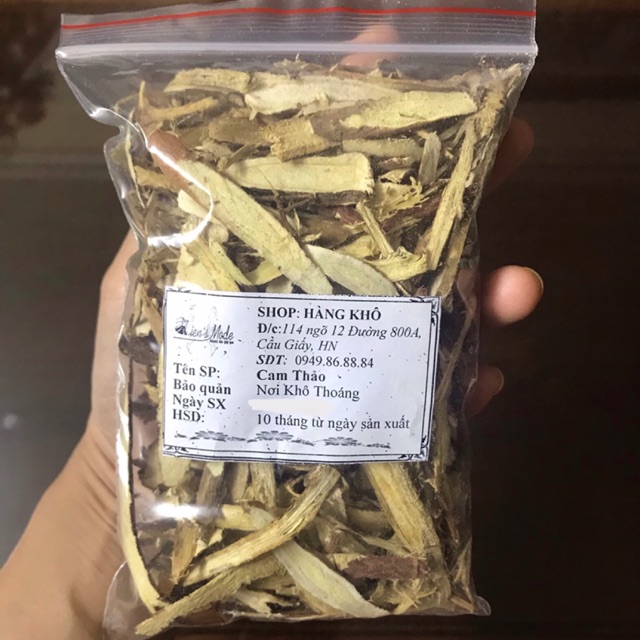 SHOP: HÀNG KHÔ
Đ/c:114 ngõ 12 Đường 800A,
Cầu Giấy, HN
SDT: 0949.86.88.84
Tên SP: Cam Thảo
Bảo quản Nơi Khô Thoáng
Ngày SX
HSD: 10 tháng từ ngày sản xuất